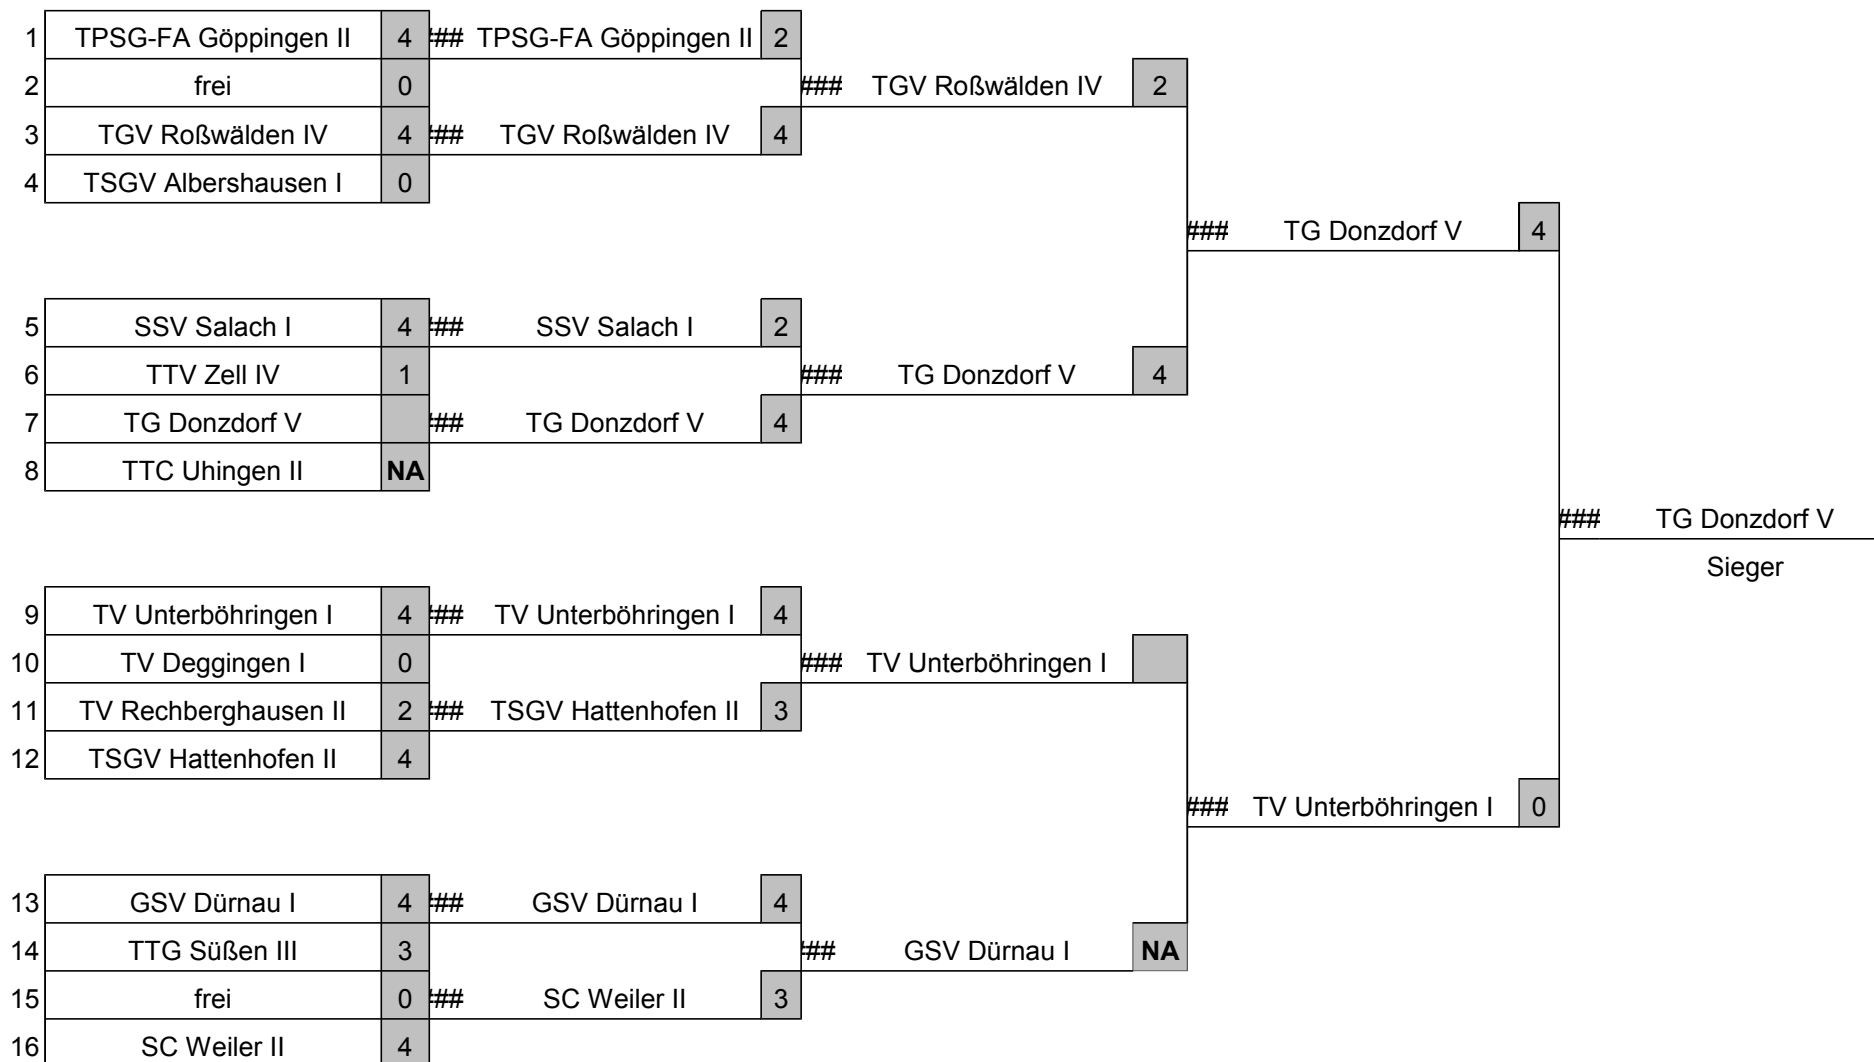 1 TPSG-FA Göppingen II 4 ### TPSG-FA Göppingen II 2
2 frei 0 ### TGV Roßwälden IV 2
3 TGV Roßwälden IV 4 ### TGV Roßwälden IV 4
4 TSGV Albershausen I 0
### TG Donzdorf V 4
5 SSV Salach I 4 ### SSV Salach I 2
6 TTV Zell IV 1 ### TG Donzdorf V 4
7 TG Donzdorf V ### TG Donzdorf V 4
8 TTC Uhingen II NA
### TG Donzdorf V
Sieger
9 TV Unterböhringen I 4 ### TV Unterböhringen I 4
10 TV Deggingen I 0 ### TV Unterböhringen I
11 TV Rechberghausen II 2 ### TSGV Hattenhofen II 3
12 TSGV Hattenhofen II 4
### TV Unterböhringen I 0
13 GSV Dürnau I 4 ### GSV Dürnau I 4
14 TTG Süßen III 3 ### GSV Dürnau I NA
15 frei 0 ### SC Weiler II 3
16 SC Weiler II 4